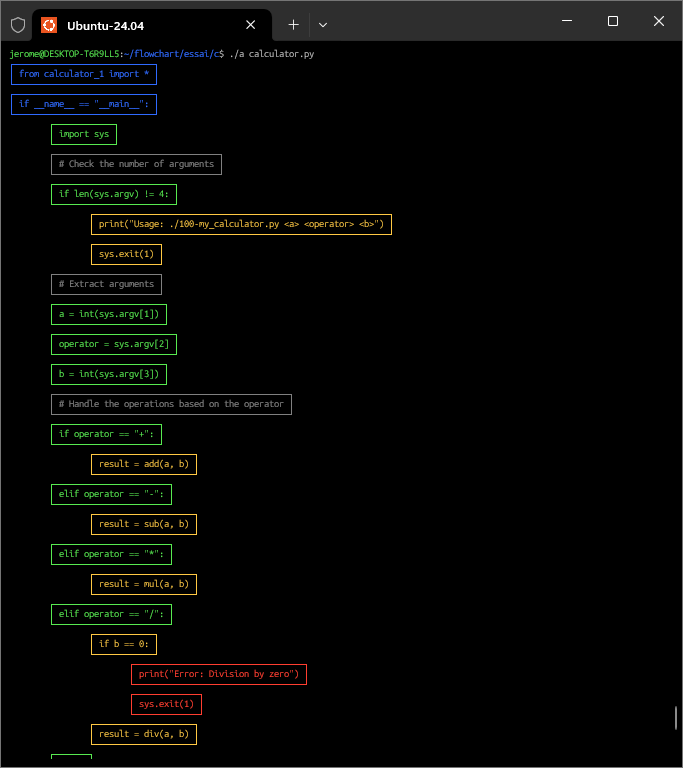 Ubuntu-24.04
jerome@DESKTOP-T6R9LL5:~/flowchart/essai/c$ ./a calculator.py
from calculator_1 import *
if __name__ == "__main__":
import sys
# Check the number of arguments
if len(sys.argv) != 4:
print("Usage: ./100-my_calculator.py <a> <operator> <b>")
sys.exit(1)
# Extract arguments
a = int(sys.argv[1])
operator = sys.argv[2]
b = int(sys.argv[3])
# Handle the operations based on the operator
if operator == "+":
result = add(a, b)
elif operator == "-":
result = sub(a, b)
elif operator == "*":
result = mul(a, b)
elif operator == "/":
if b == 0:
print("Error: Division by zero")
sys.exit(1)
result = div(a, b)